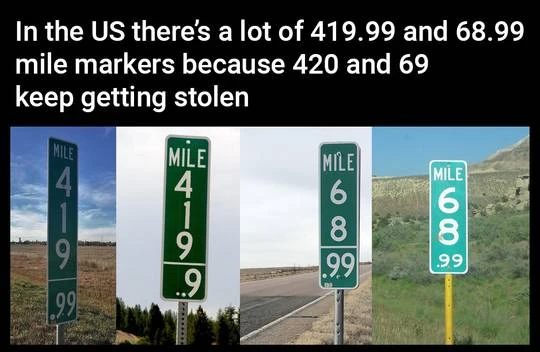 In the US there's a lot of 419.99 and 68.99
mile markers because 420 and 69
keep getting stolen
MILE
4
1
9
.99
MILE
4
1
9
.9
MILE
6
8
.99
MILE
6
8
.99